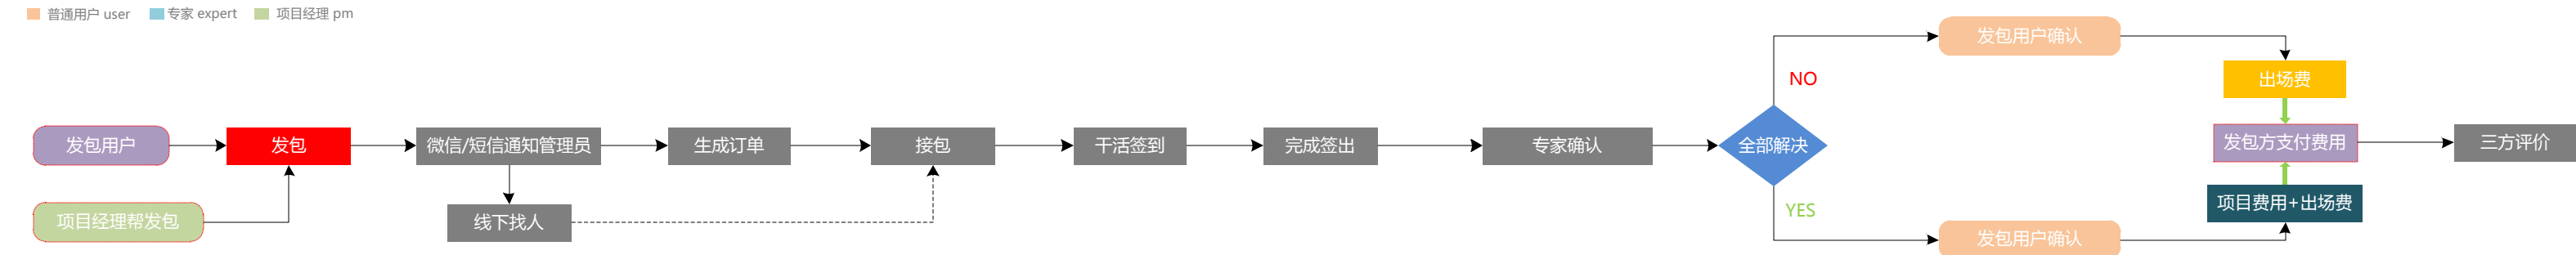 普通用户 user
专家 expert
项目经理 pm
发包用户
发包
微信/短信通知管理员
生成订单
接包
干活签到
完成签出
专家确认
全部解决
NO
发包用户确认
出场费
发包方支付费用
三方评价
项目经理帮发包
线下找人
YES
项目费用+出场费
发包用户确认